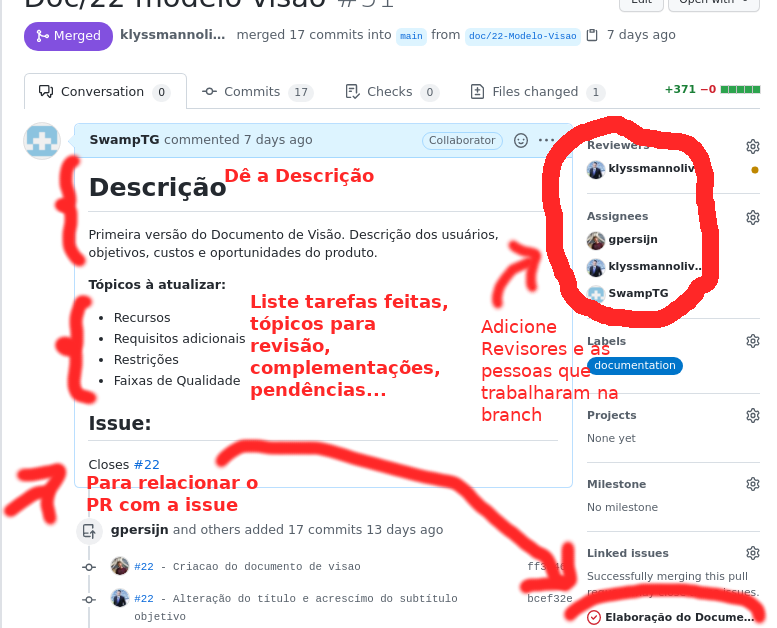 Doc/22 modelo visao #51
Edit
Open with
Merged
klyssmannoli... merged 17 commits into main from doc/22-Modelo-Visao 7 days ago
Conversation 0
Commits 17
Checks 0
Files changed 1
+371 −0
SwampTG commented 7 days ago
Collaborator
Descrição
Dê a Descrição
Primeira versão do Documento de Visão. Descrição dos usuários,
objetivos, custos e oportunidades do produto.
Tópicos à atualizar:
Recursos
Requisitos adicionais
Restrições
Faixas de Qualidade
Liste tarefas feitas,
tópicos para
revisão,
complementações,
pendências...
Issue:
Closes #22
Para relacionar o
PR com a issue
gpersijn and others added 17 commits 13 days ago
#22 - Criacao do documento de visao
#22 - Alteração do título e acrescimo do subtítulo
objetivo
bcef32e
Reviewers
klyssmannoliv...
Assignees
gpersijn
klyssmannoliv...
SwampTG
Adicione
Revisores e as
pessoas que
trabalharam na
branch
Labels
documentation
Projects
None yet
Milestone
No milestone
Linked issues
Successfully merging this pull
issues.
Elaboração do Docume...